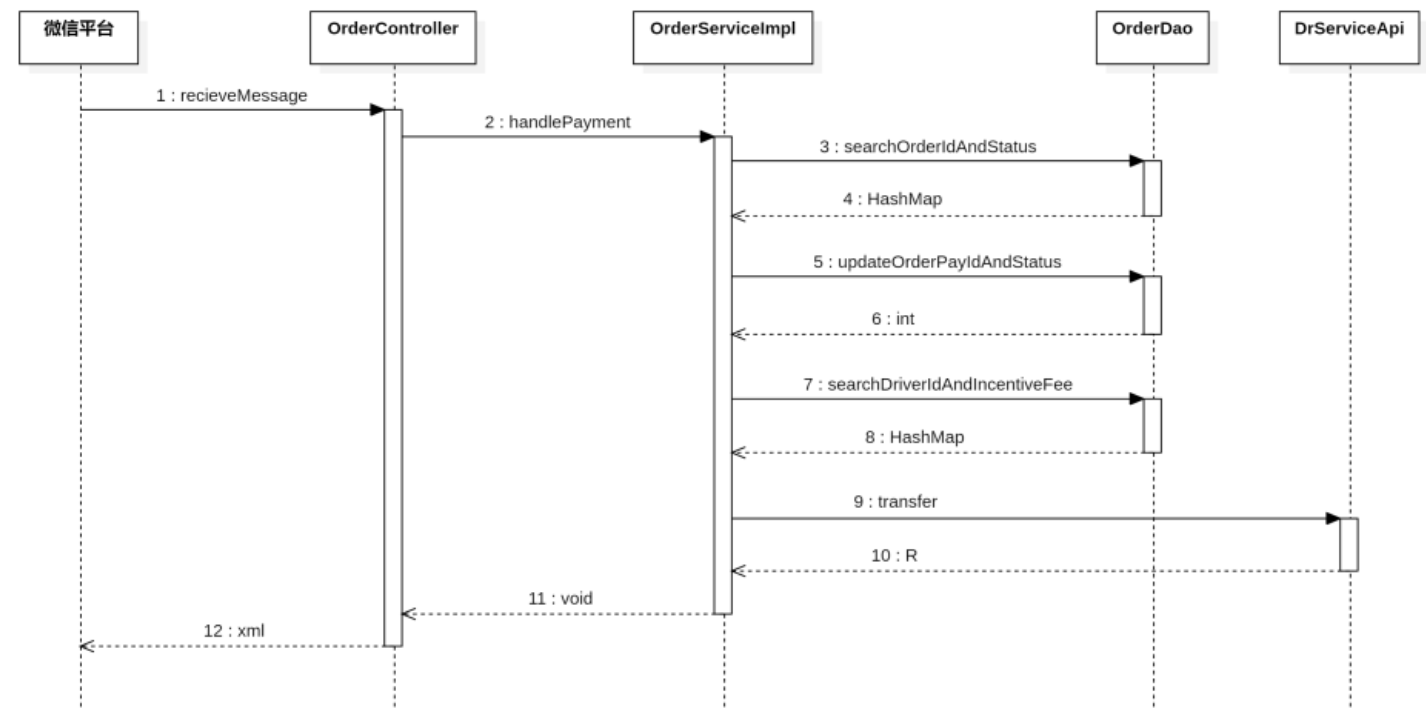 微信平台
OrderController
OrderServiceImpl
OrderDao
DrServiceApi
1 : recieveMessage
2 : handlePayment
3 : searchOrderIdAndStatus
4 : HashMap
5 : updateOrderPayIdAndStatus
6 : int
7 : searchDriverIdAndIncentiveFee
8 : HashMap
9 : transfer
10 : R
11 : void
12 : xml